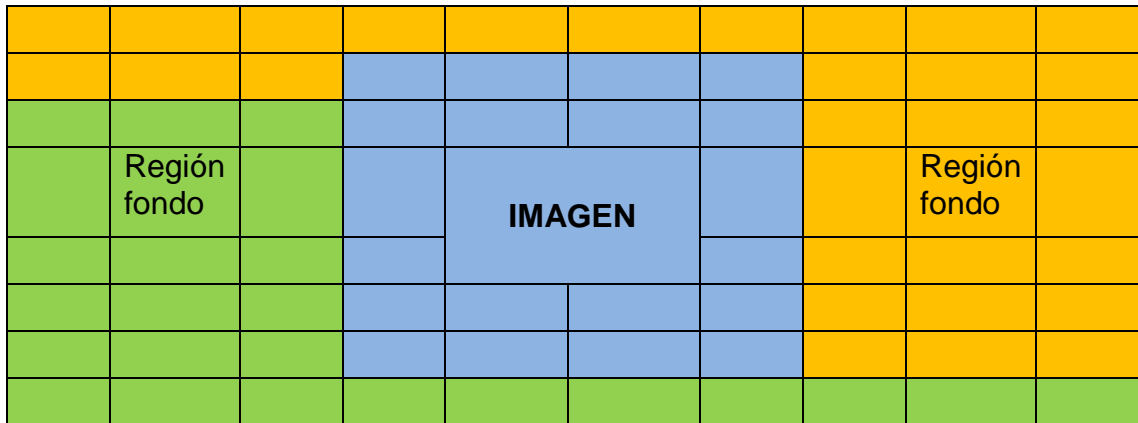 Región
fondo
IMAGEN
Región
fondo